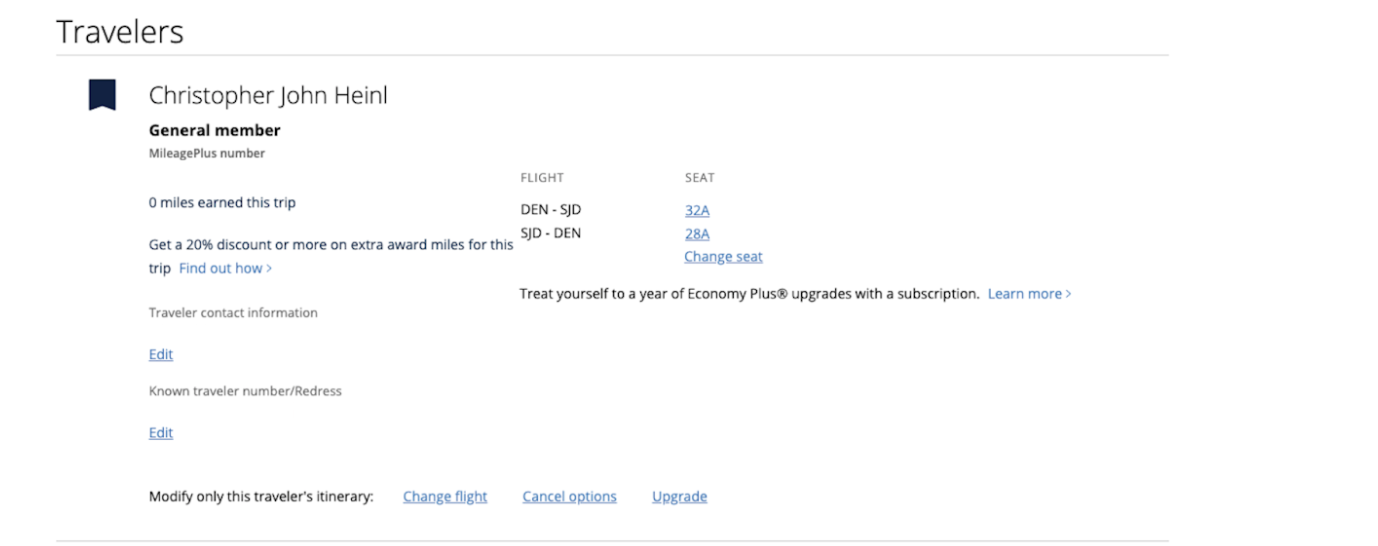 Travelers
Christopher John Heinl
General member
MileagePlus number
FLIGHT SEAT
0 miles earned this trip
DEN - SJD 32A
SJD - DEN 28A
Get a 20% discount or more on extra award miles for this
trip Find out how >
Change seat
Treat yourself to a year of Economy Plus® upgrades with a subscription. Learn more >
Traveler contact information
Edit
Known traveler number/Redress
Edit
Modify only this traveler's itinerary: Change flight Cancel options Upgrade